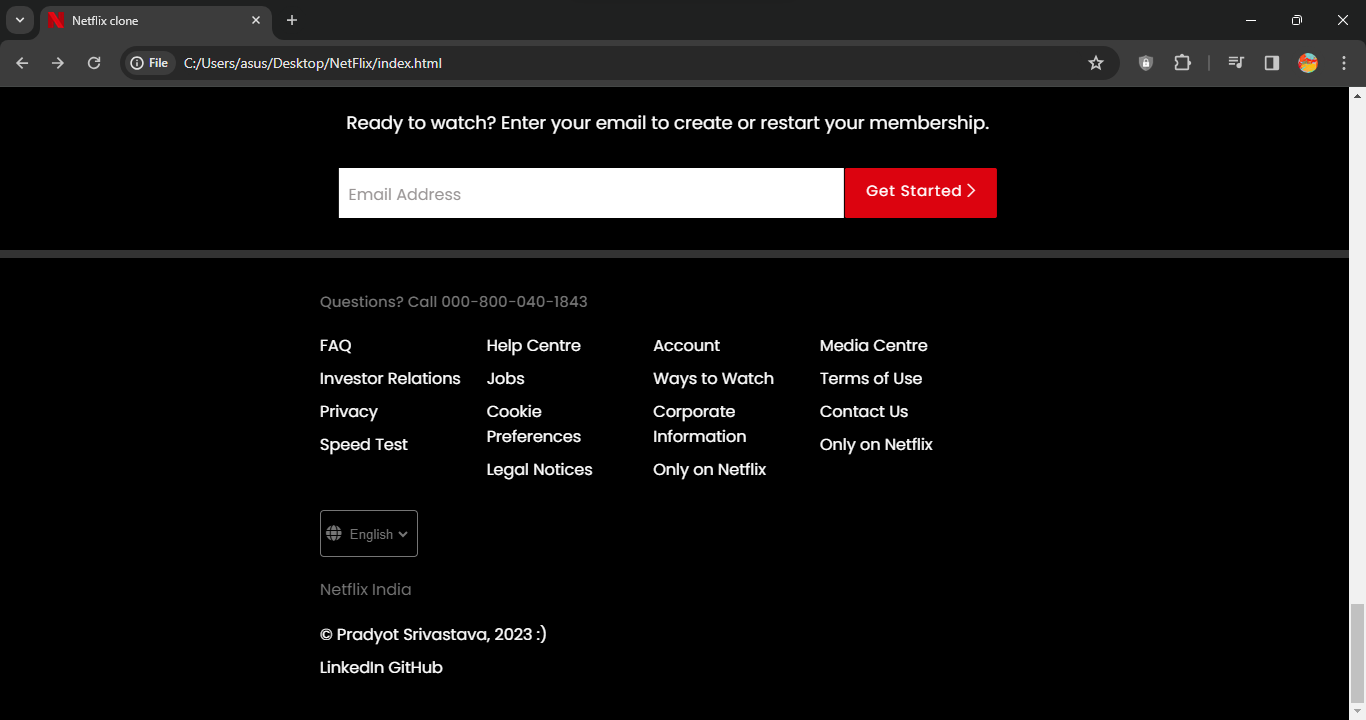 Netflix clone
File C:/Users/asus/Desktop/NetFlix/index.html
Ready to watch? Enter your email to create or restart your membership.
Email Address Get Started
Questions? Call 000-800-040-1843
FAQ Help Centre Account Media Centre
Investor Relations Jobs Ways to Watch Terms of Use
Privacy Cookie Corporate Contact Us
Preferences Information
Speed Test Only on Netflix
Legal Notices Only on Netflix
English
Netflix India
© Pradyot Srivastava, 2023 :)
LinkedIn GitHub